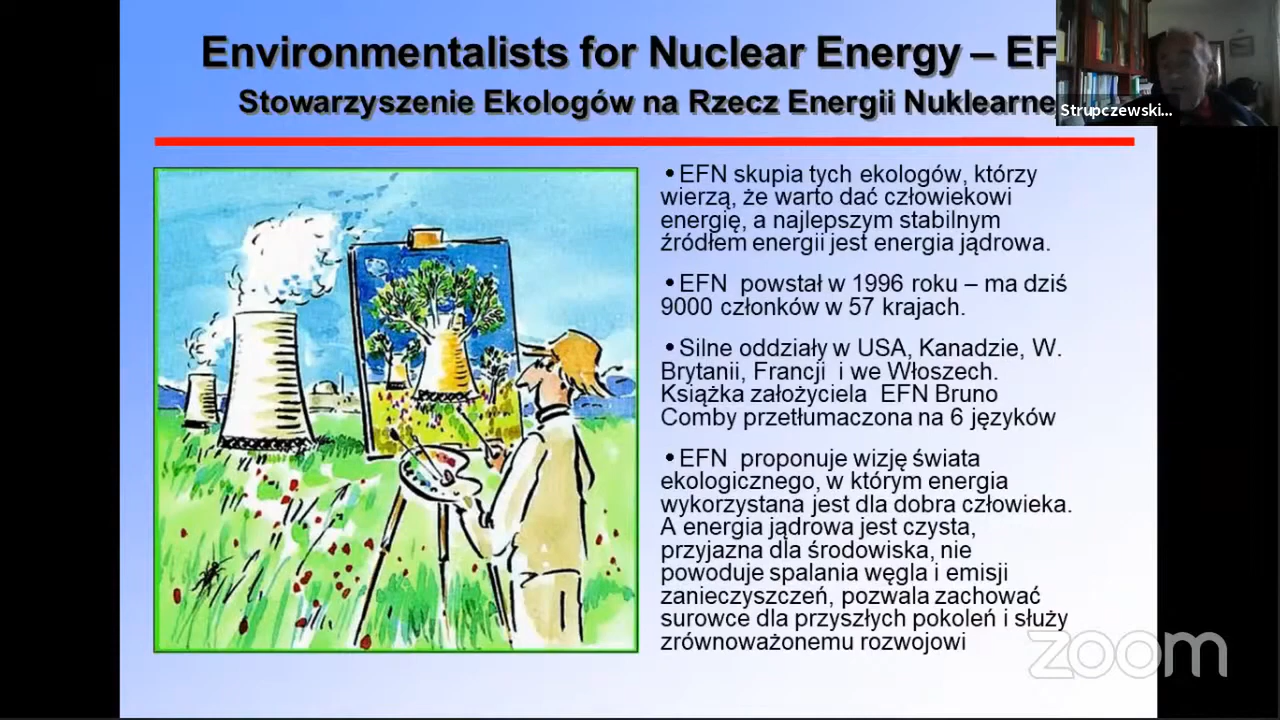 Environmentalists for Nuclear Energy – EF
Stowarzyszenie Ekologów na Rzecz Energii Nuklearne
Strupczewski...
•EFN skupia tych ekologów, którzy
wierzą, że warto dać człowiekowi
energię, a najlepszym stabilnym
źródłem energii jest energia jądrowa.
•EFN powstał w 1996 roku – ma dziś
9000 członków w 57 krajach.
•Silne oddziały w USA, Kanadzie, W.
Brytanii, Francji i we Włoszech.
Książka założyciela EFN Bruno
Comby przetłumaczona na 6 języków
•EFN proponuje wizję świata
ekologicznego, w którym energia
wykorzystana jest dla dobra człowieka.
A energia jądrowa jest czysta,
przyjazna dla środowiska, nie
powoduje spalania węgla i emisji
zanieczyszczeń, pozwala zachować
surowce dla przyszłych pokoleń i służy
zrównoważonemu rozwojowi
zoom